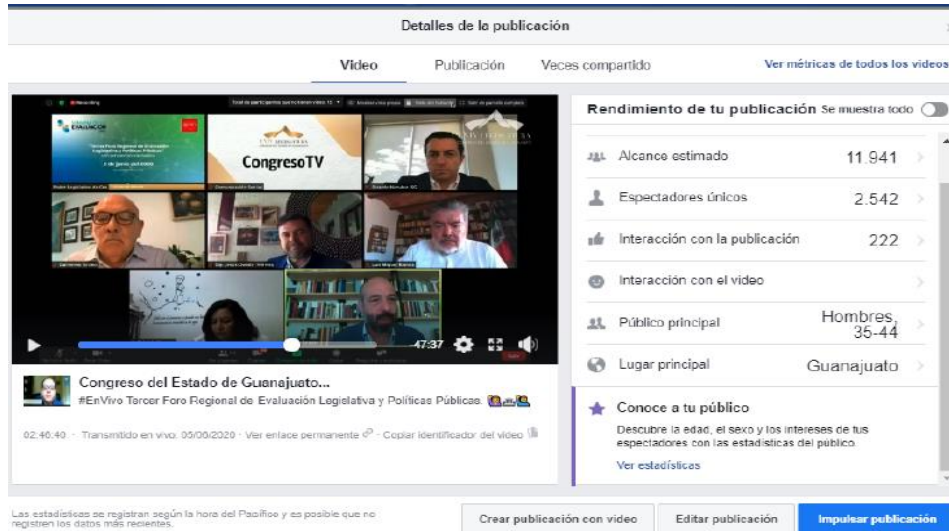 Detalles de la publicación
Video Publicación Veces compartido Ver métricas de todos los videos
Recording
CongresoTV
47:37
Congreso del Estado de Guanajuato...
#EnVivo Tercer Foro Regional de Evaluación Legislativa y Políticas Públicas.
02:46:40 · Transmitido en vivo: 05/06/2020 · Ver enlace permanente · Copiar identificador del video
Rendimiento de tu publicación Se muestra todo
Alcance estimado 11.941
Espectadores únicos 2.542
Interacción con la publicación 222
Interacción con el video
Público principal Hombres, 35-44
Lugar principal Guanajuato
Conoce a tu público
Descubre la edad, el sexo y los intereses de tus
espectadores con las estadísticas del público.
Ver estadísticas
Las estadísticas se registran según la hora del Pacífico y es posible que no
registren los datos más recientes.
Crear publicación con video Editar publicación Impulsar publicación